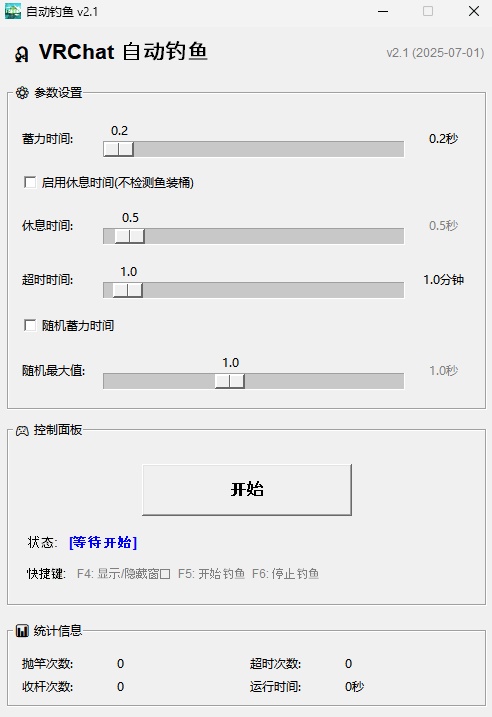 自动钓鱼 v2.1
VRChat 自动钓鱼 v2.1 (2025-07-01)
参数设置
0.2
蓄力时间: 0.2秒
启用休息时间(不检测鱼装桶)
0.5
休息时间: 0.5秒
1.0
超时时间: 1.0分钟
随机蓄力时间
1.0
随机最大值: 1.0秒
控制面板
开始
状态: [等待开始]
快捷键: F4: 显示/隐藏窗口 F5: 开始钓鱼 F6: 停止钓鱼
统计信息
抛竿次数: 0 超时次数: 0
收杆次数: 0 运行时间: 0秒